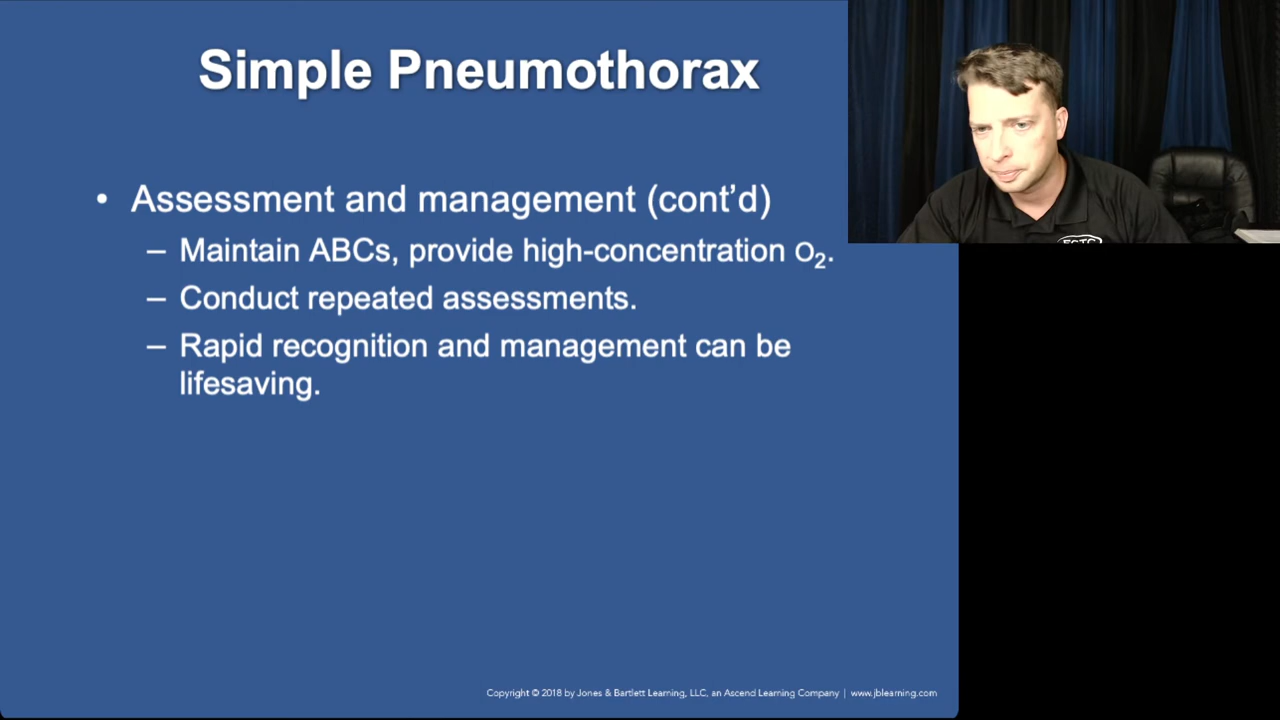 Simple Pneumothorax
• Assessment and management (cont’d)
– Maintain ABCs, provide high-concentration O₂.
– Conduct repeated assessments.
– Rapid recognition and management can be
lifesaving.
Copyright © 2018 by Jones & Bartlett Learning, LLC, an Ascend Learning Company | www.jblearning.com